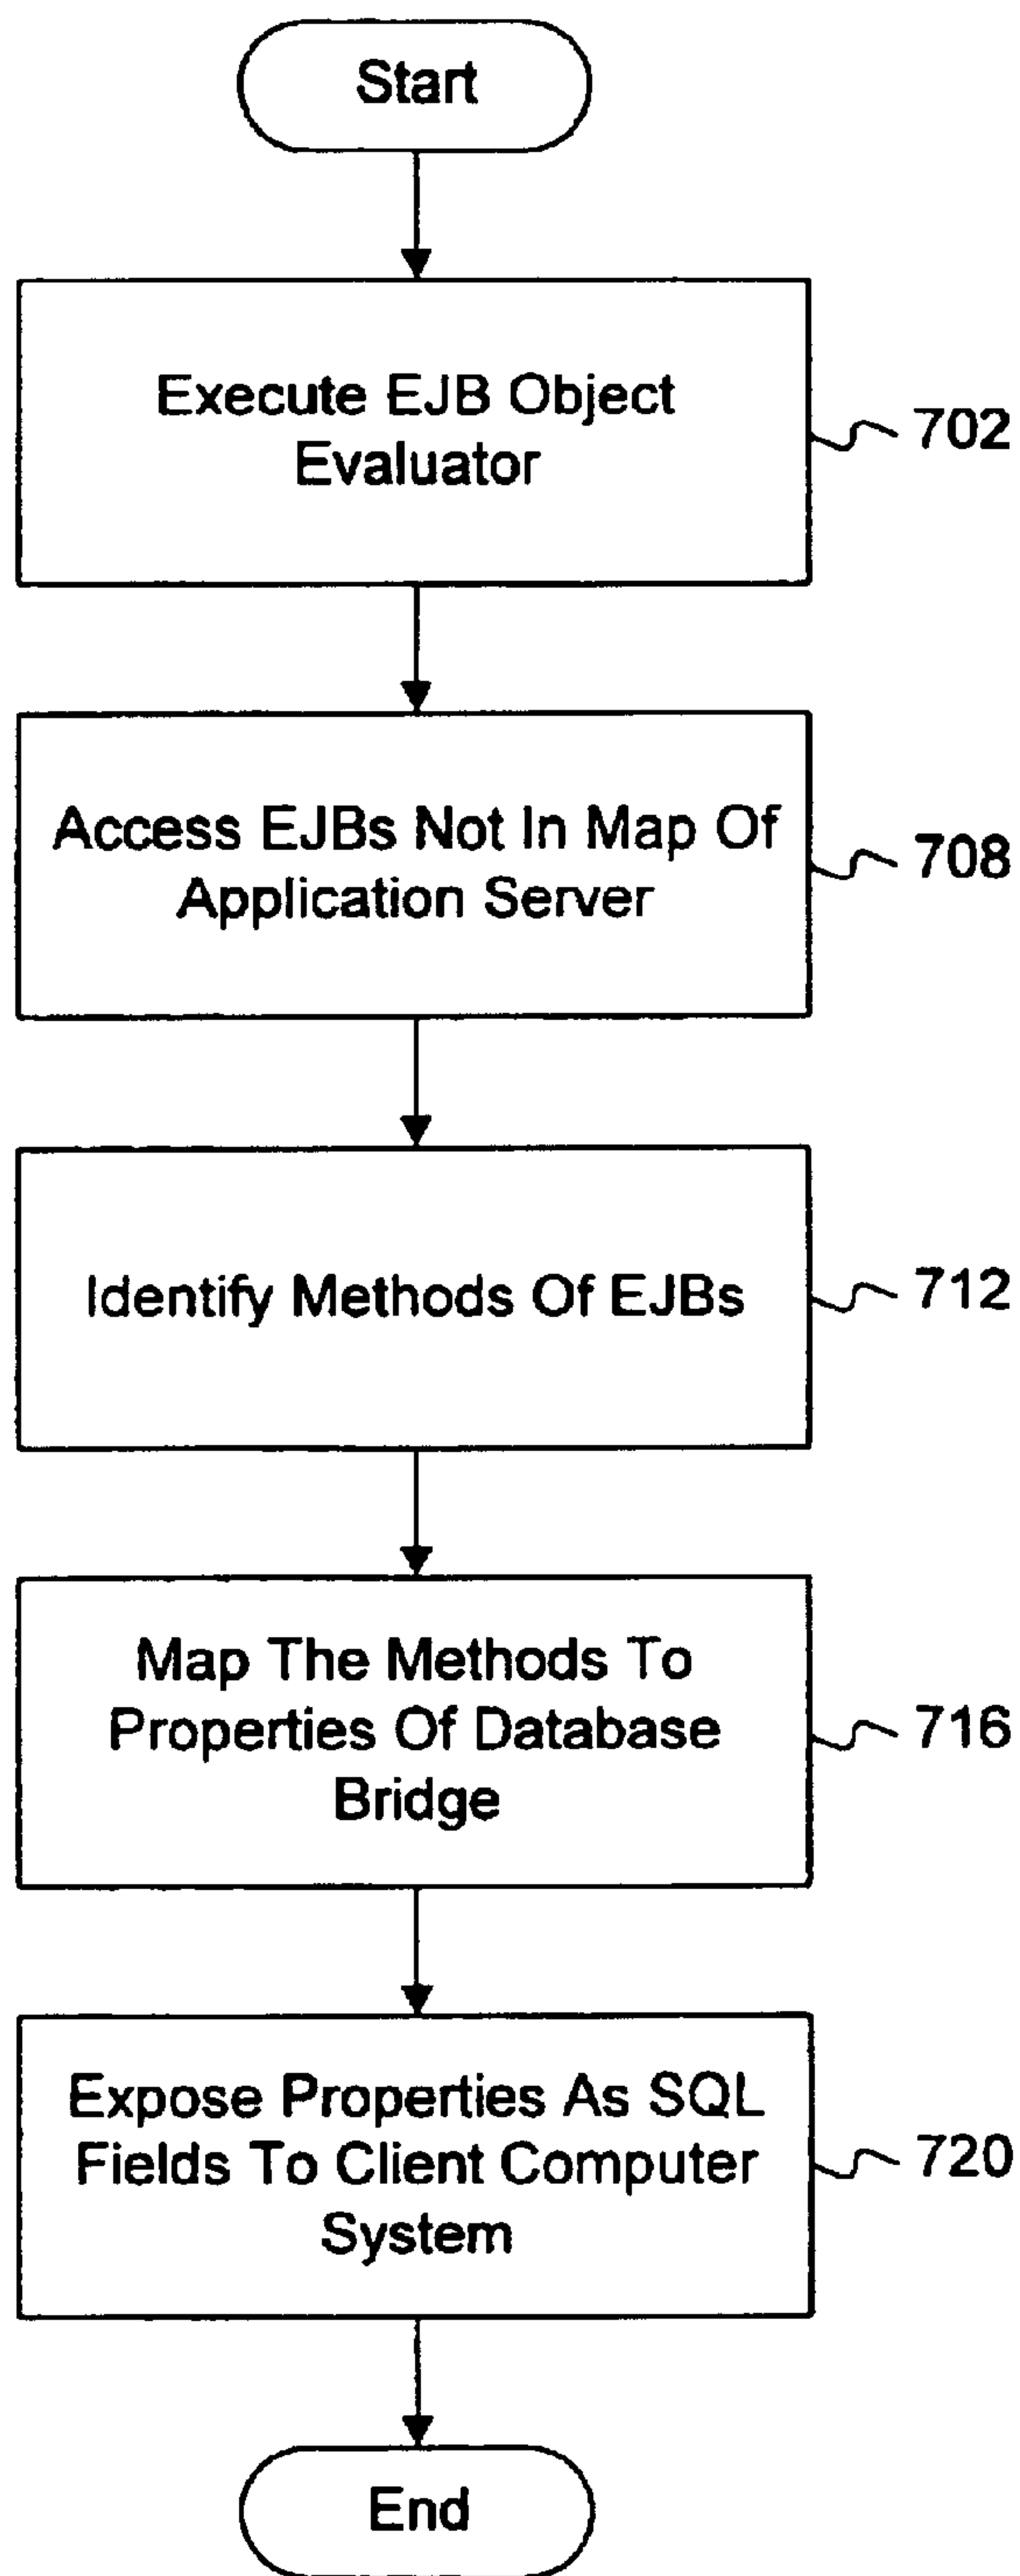 Start
Execute EJB Object
Evaluator
702
Access EJBs Not In Map Of
Application Server
708
Identify Methods Of EJBs
712
Map The Methods To
Properties Of Database
Bridge
716
Expose Properties As SQL
Fields To Client Computer
System
720
End